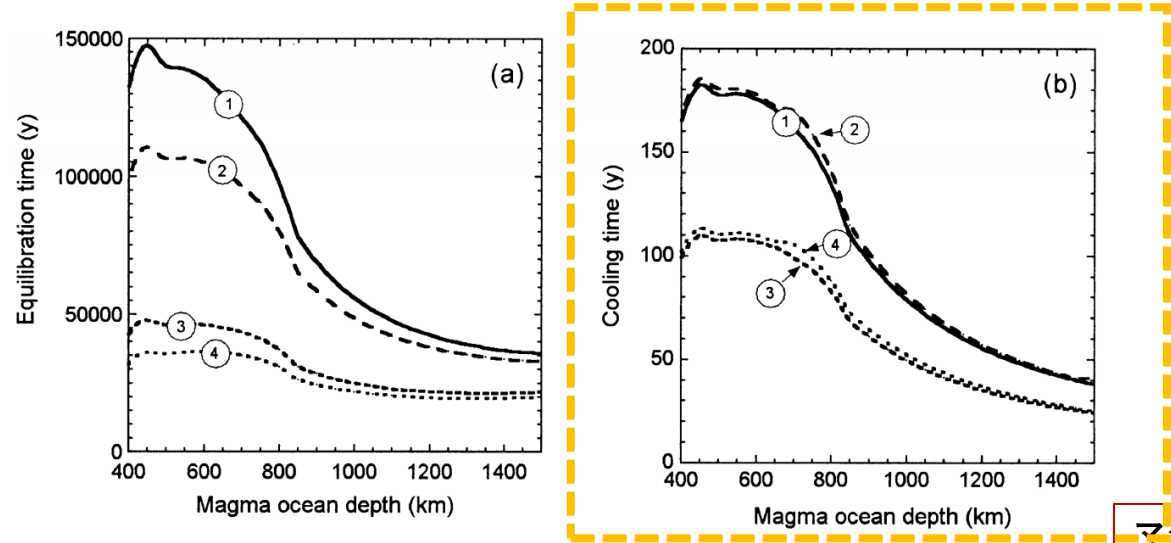 (a)
Equilibration time (y)
150000
100000
50000
0
1
2
3
4
400 600 800 1000 1200 1400
Magma ocean depth (km)
(b)
Cooling time (y)
200
150
100
50
0
1
2
4
3
400 600 800 1000 1200 1400
Magma ocean depth (km)